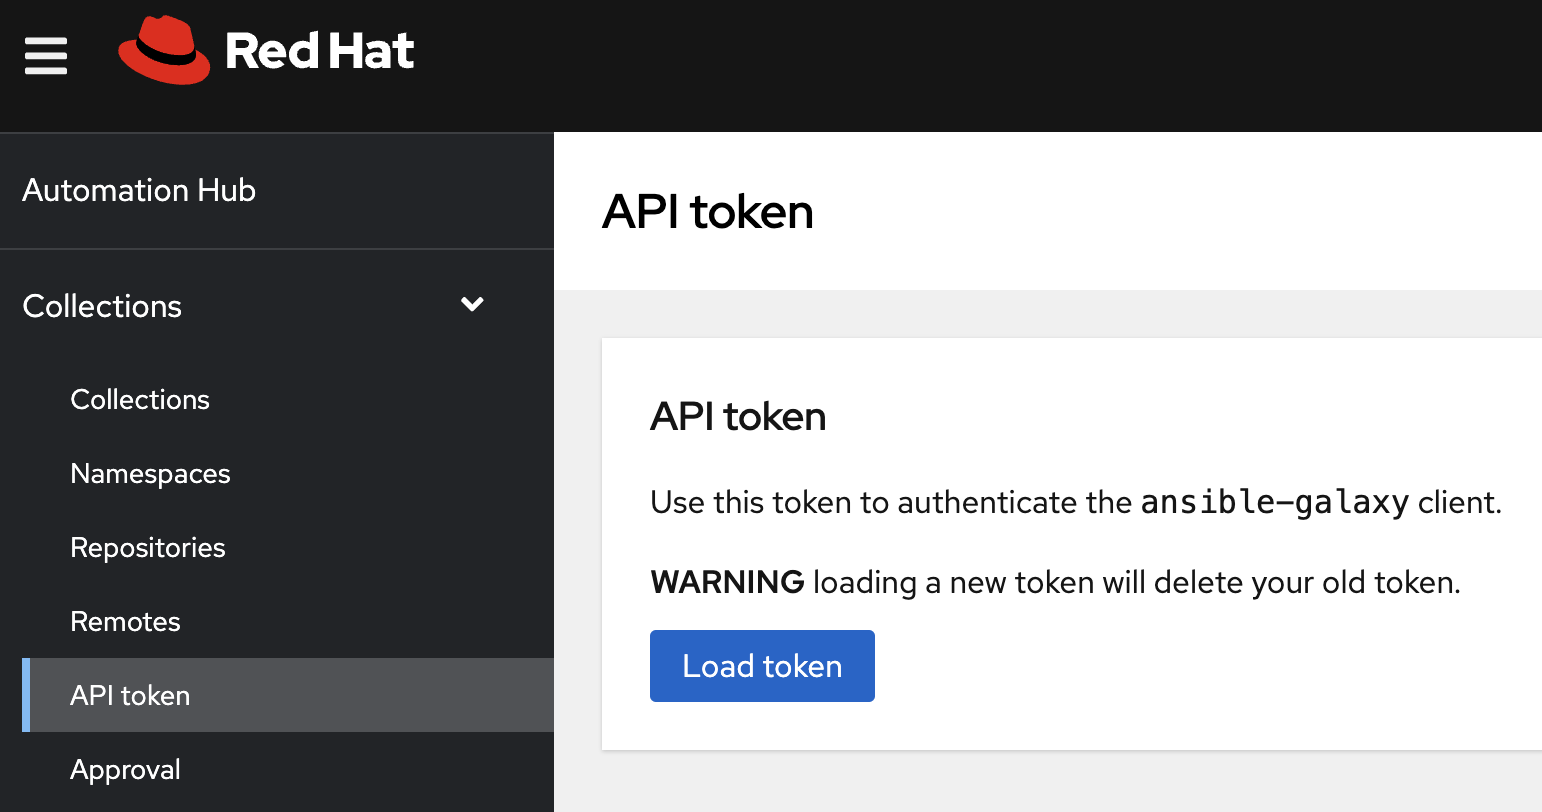 Red Hat
Automation Hub
Collections
Collections
Namespaces
Repositories
Remotes
API token
Approval
API token
API token
Use this token to authenticate the ansible-galaxy client.
WARNING loading a new token will delete your old token.
Load token